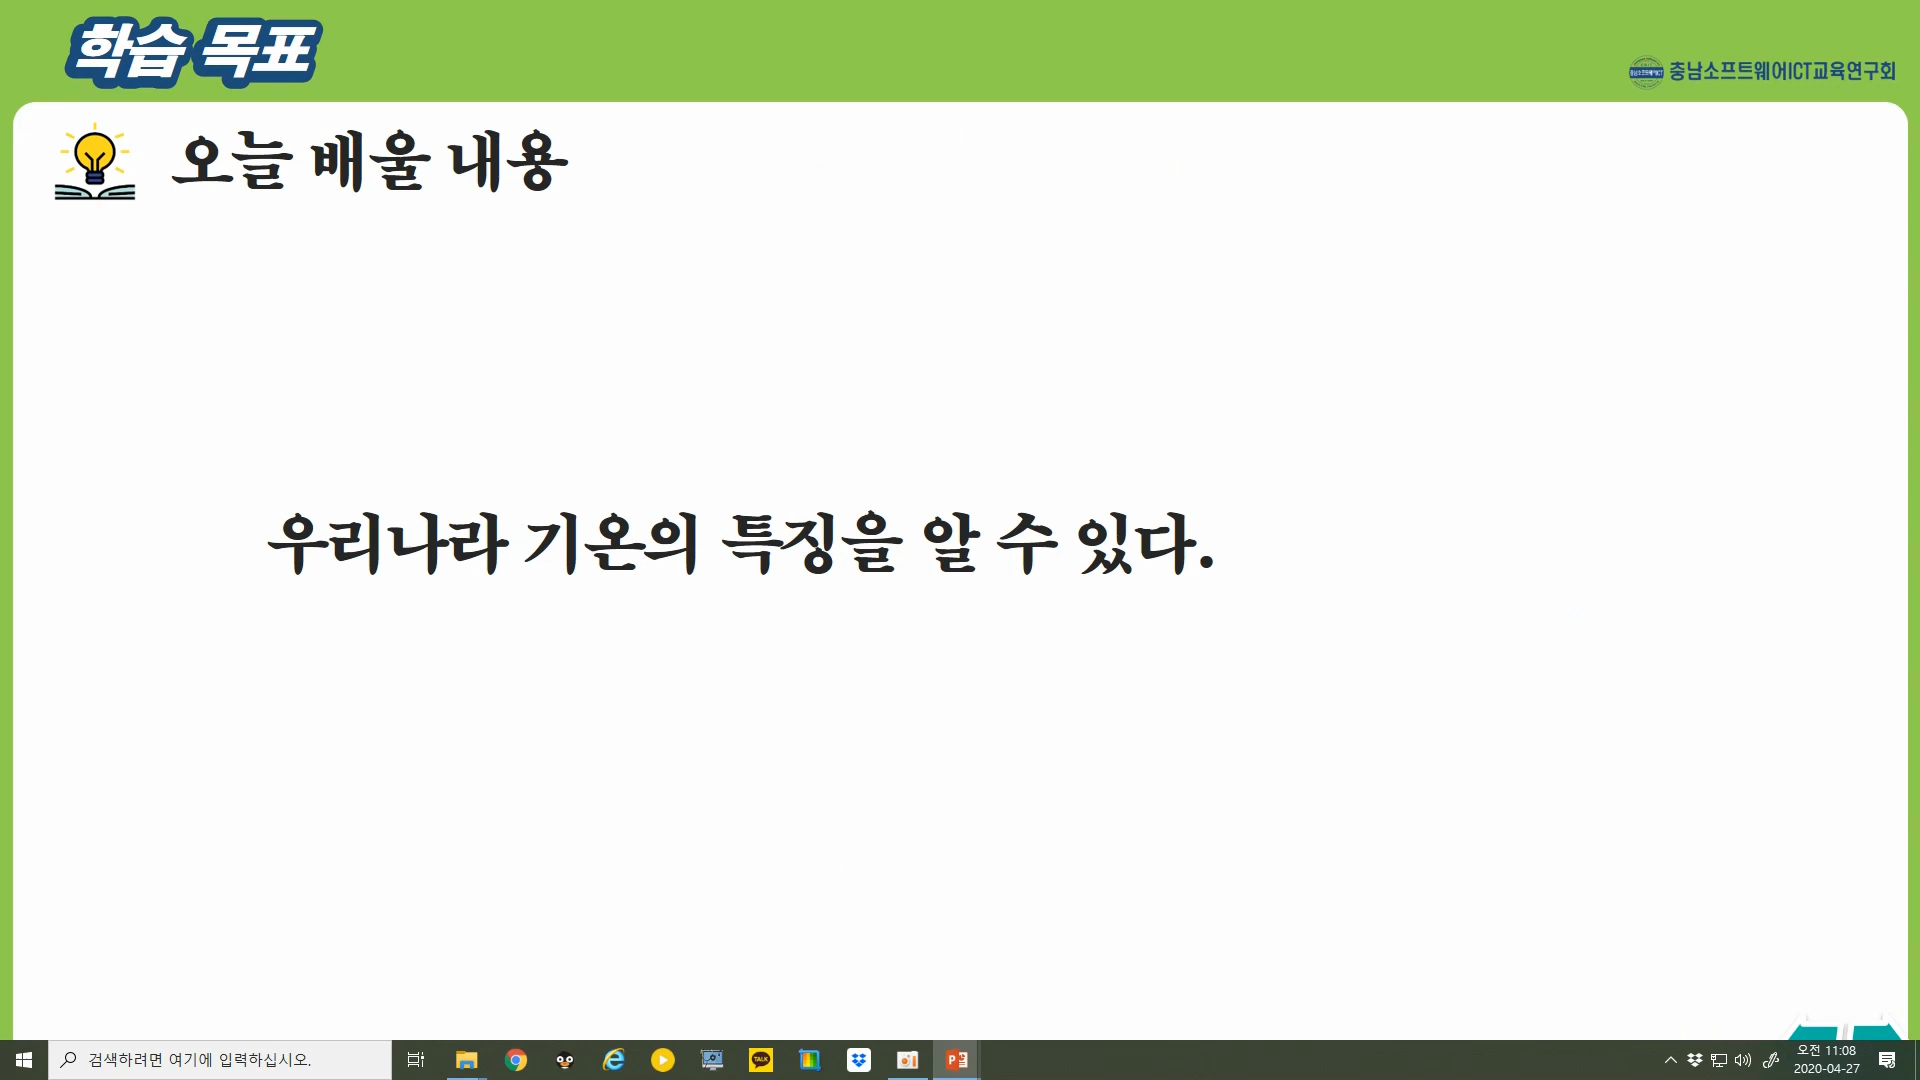 학습 목표
충남소프트웨어ICT교육연구회
오늘 배울 내용
우리나라 기온의 특징을 알 수 있다.
검색하려면 여기에 입력하십시오.
TALK
오전 11:08
2020-04-27